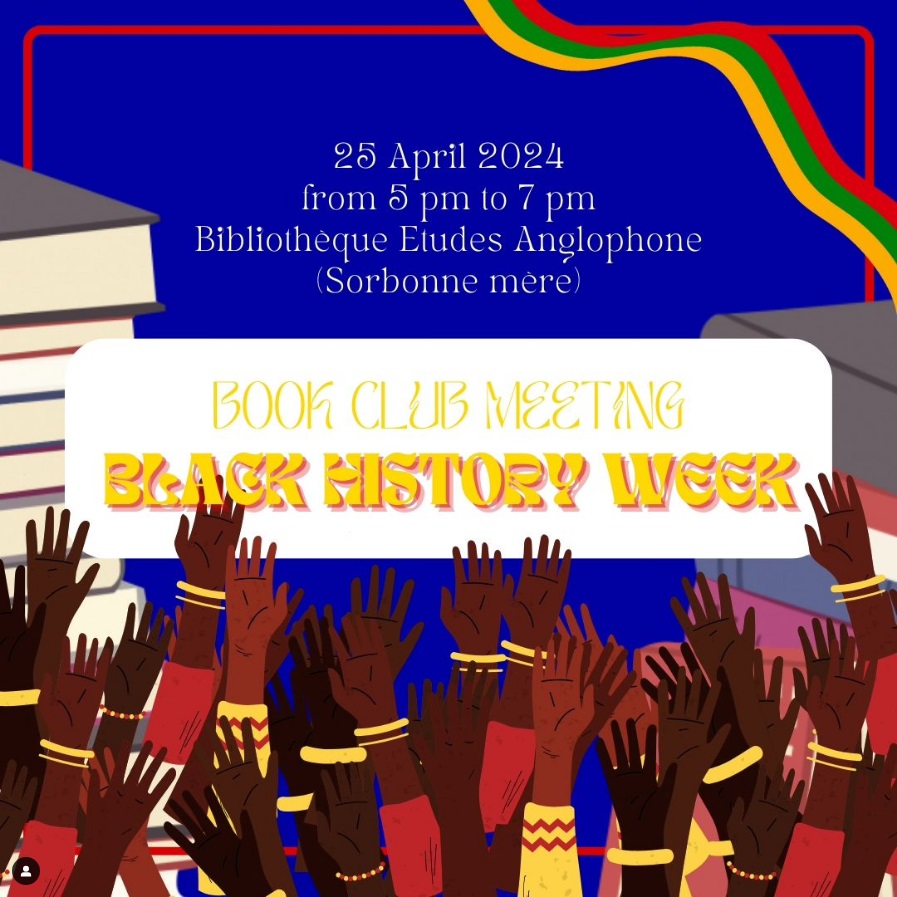 25 April 2024
from 5 pm to 7 pm
Bibliothèque Etudes Anglophone
(Sorbonne mère)
BOOK CLUB MEETING
BLACK HISTORY WEEK